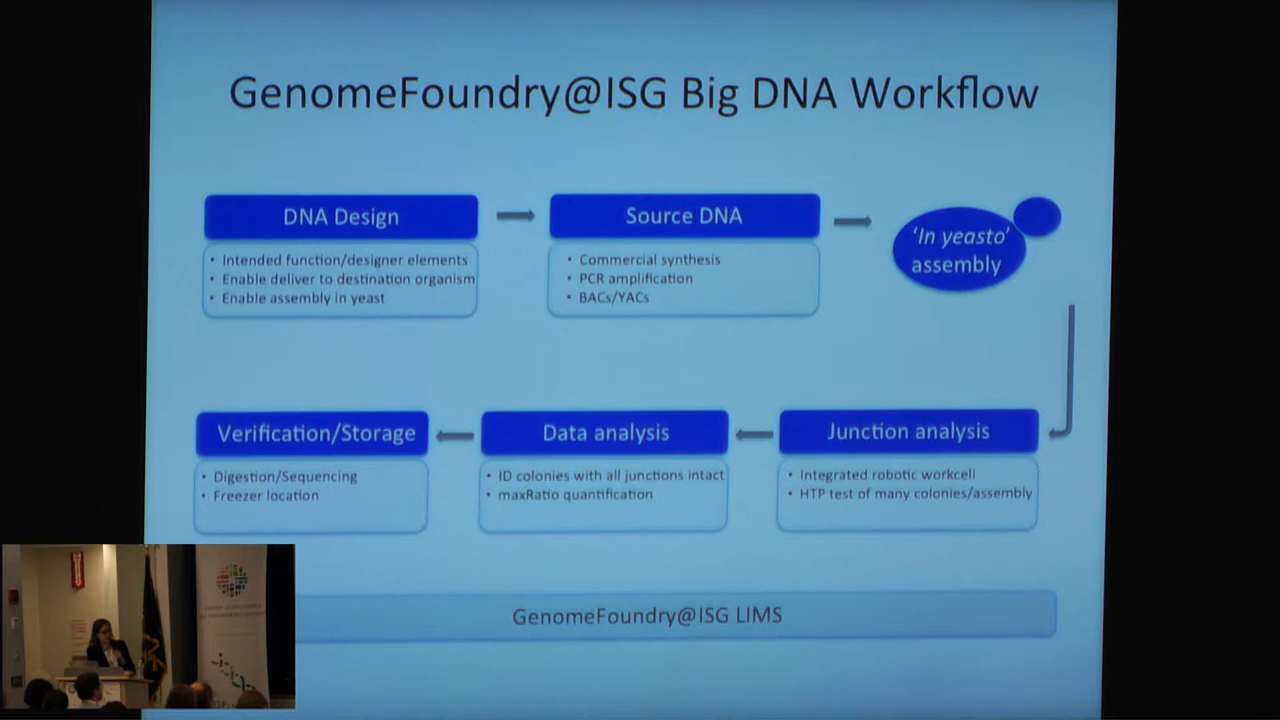 GenomeFoundry@ISG Big DNA Workflow
DNA Design
• Intended function/designer elements
• Enable deliver to destination organism
• Enable assembly in yeast
Source DNA
• Commercial synthesis
• PCR amplification
• BACs/YACs
'In yeasto'
assembly
Junction analysis
• Integrated robotic workcell
• HTP test of many colonies/assembly
Data analysis
• ID colonies with all junctions intact
• maxRatio quantification
Verification/Storage
• Digestion/Sequencing
• Freezer location
GenomeFoundry@ISG LIMS